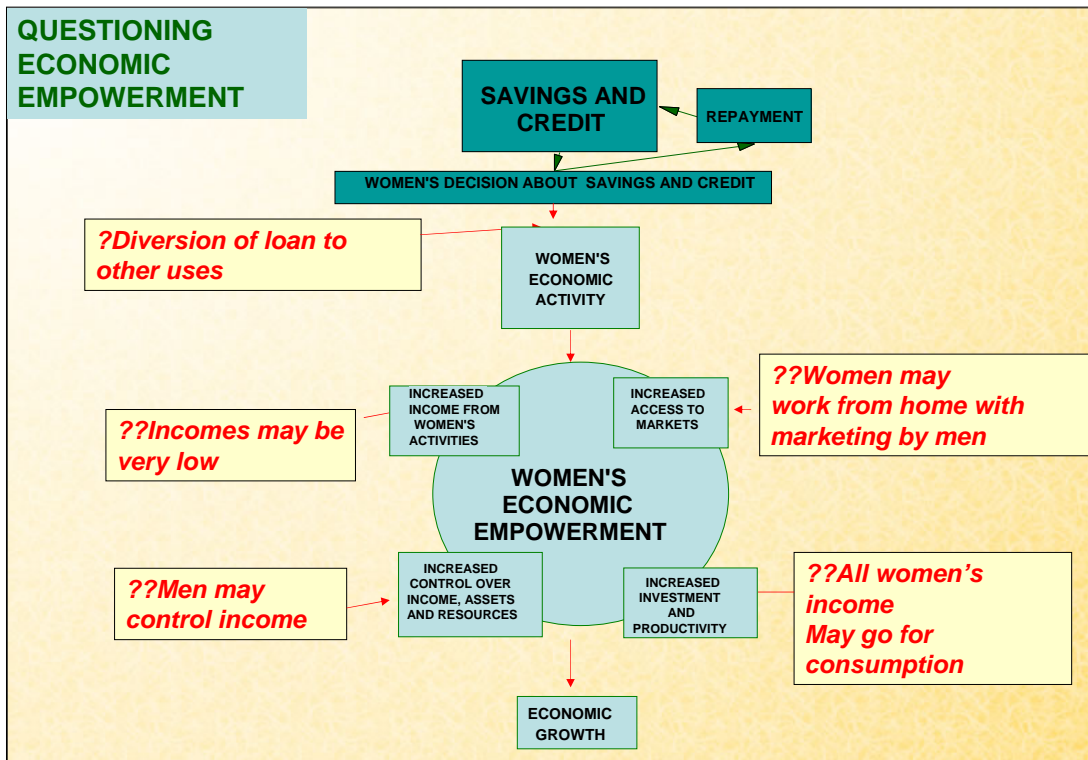 QUESTIONING
ECONOMIC
EMPOWERMENT
SAVINGS AND
CREDIT
REPAYMENT
WOMEN'S DECISION ABOUT SAVINGS AND CREDIT
?Diversion of loan to
other uses
WOMEN'S
ECONOMIC
ACTIVITY
INCREASED
INCOME FROM
WOMEN'S
ACTIVITIES
INCREASED
ACCESS TO
MARKETS
??Women may
work from home with
marketing by men
??Incomes may be
very low
WOMEN'S
ECONOMIC
EMPOWERMENT
??Men may
control income
INCREASED
CONTROL OVER
INCOME, ASSETS
AND RESOURCES
INCREASED
INVESTMENT
AND
PRODUCTIVITY
??All women’s
income
May go for
consumption
ECONOMIC
GROWTH